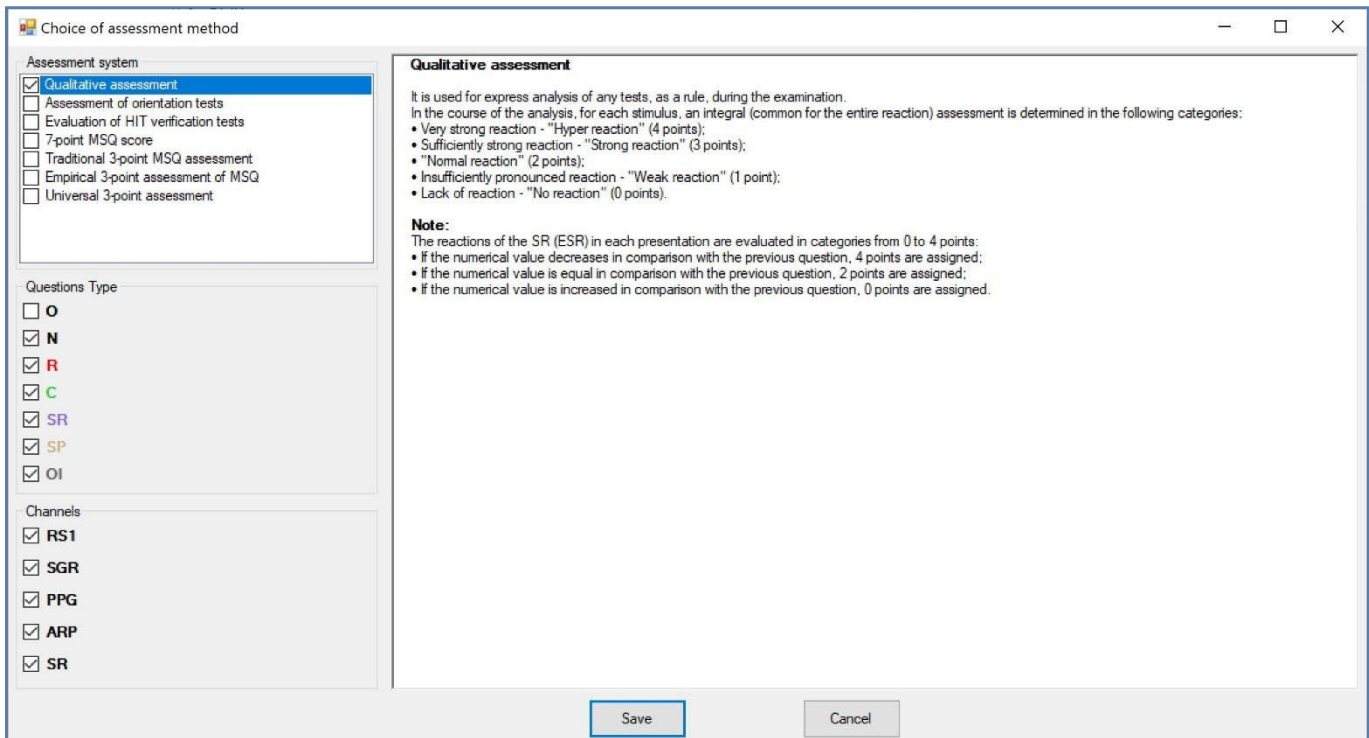 Choice of assessment method
Assessment system
Qualitative assessment
Assessment of orientation tests
Evaluation of HIT verification tests
7-point MSQ score
Traditional 3-point MSQ assessment
Empirical 3-point assessment of MSQ
Universal 3-point assessment
Questions Type
O
N
R
C
SR
SP
OI
Channels
RS1
SGR
PPG
ARP
SR
Qualitative assessment
It is used for express analysis of any tests, as a rule, during the examination.
In the course of the analysis, for each stimulus, an integral (common for the entire reaction) assessment is determined in the following categories:
• Very strong reaction - "Hyper reaction" (4 points);
• Sufficiently strong reaction - "Strong reaction" (3 points);
• "Normal reaction" (2 points);
• Insufficiently pronounced reaction - "Weak reaction" (1 point);
• Lack of reaction - "No reaction" (0 points).
Note:
The reactions of the SR (ESR) in each presentation are evaluated in categories from 0 to 4 points:
• If the numerical value decreases in comparison with the previous question, 4 points are assigned;
• If the numerical value is equal in comparison with the previous question, 2 points are assigned;
• If the numerical value is increased in comparison with the previous question, 0 points are assigned.
Save
Cancel